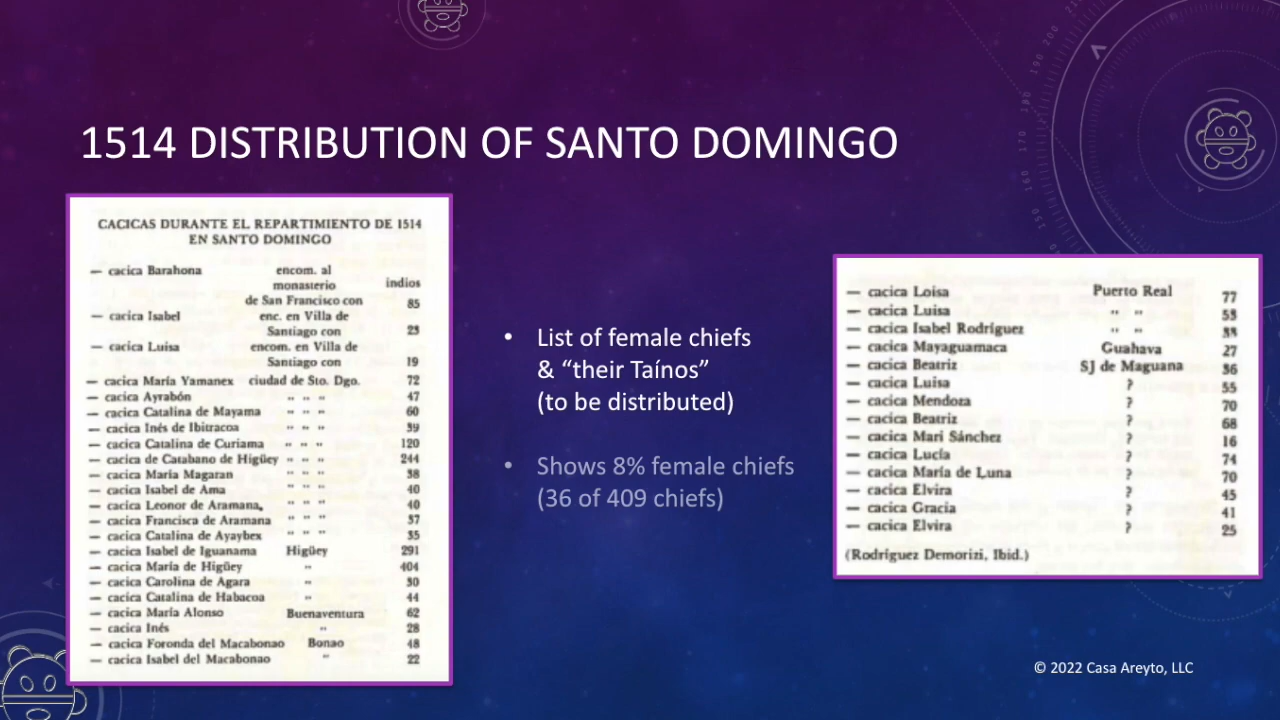 1514 DISTRIBUTION OF SANTO DOMINGO
CACICAS DURANTE EL REPARTIMIENTO DE 1514
EN SANTO DOMINGO
— cacica Barahona encom. al
monasterio indios
de San Francisco con 85
— cacica Isabel enc. en Villa de
Santiago con 23
— cacica Luisa encom. en Villa de
Santiago con 19
— cacica María Yamanex ciudad de Sto. Dgo. 72
— cacica Ayrabón " " " 47
— cacica Catalina de Mayama " " " 60
— cacica Inés de Ibitracoa " " " 39
— cacica Catalina de Curiama " " " 120
— cacica de Catabano de Higüey " " " 244
— cacica María Magaran " " " 38
— cacica Isabel de Ama " " " 40
— cacica Leonor de Aramana, " " " 40
— cacica Francisca de Aramana " " " 37
— cacica Catalina de Ayaybex " " " 35
— cacica Isabel de Iguanama Higüey 291
— cacica María de Higüey " 404
— cacica Carolina de Agara " 30
— cacica Catalina de Habacoa " 44
— cacica María Alonso Buenaventura 62
— cacica Inés " 28
— cacica Foronda del Macabonao Bonao 48
— cacica Isabel del Macabonao " 22
• List of female chiefs
& “their Taínos”
(to be distributed)
• Shows 8% female chiefs
(36 of 409 chiefs)
— cacica Loisa Puerto Real 77
— cacica Luisa " " 53
— cacica Isabel Rodríguez " " 33
— cacica Mayaguamaca Guahava 27
— cacica Beatriz SJ de Maguana 36
— cacica Luisa ? 55
— cacica Mendoza ? 70
— cacica Beatriz ? 68
— cacica Mari Sánchez ? 16
— cacica Lucía ? 74
— cacica María de Luna ? 70
— cacica Elvira ? 45
— cacica Gracia ? 41
— cacica Elvira ? 25
(Rodríguez Demorizi, Ibid.)
© 2022 Casa Areyto, LLC